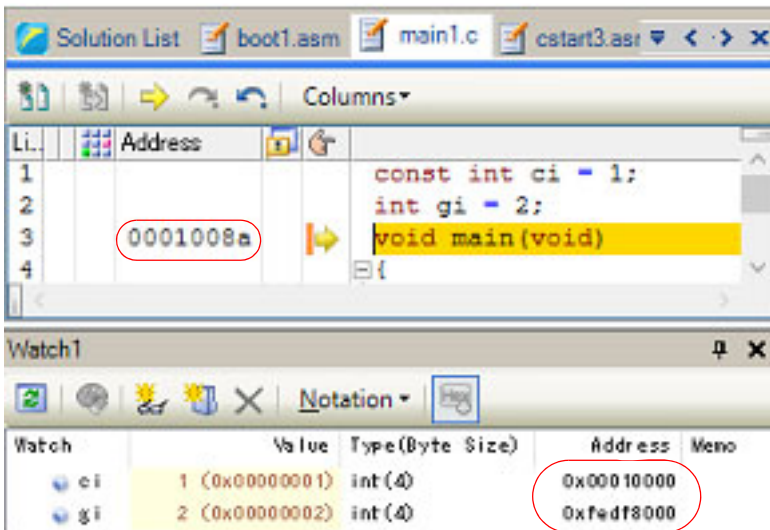 Solution List boot1.asm main1.c cstart3.asm
Columns
Li... Address
1 const int ci = 1;
2 int gi = 2;
3 0001008a void main(void)
4 {
Watch1
Notation Hex
Watch Value Type(Byte Size) Address Memo
ci 1 (0x00000001) int(4) 0x00010000
gi 2 (0x00000002) int(4) 0xfedf8000